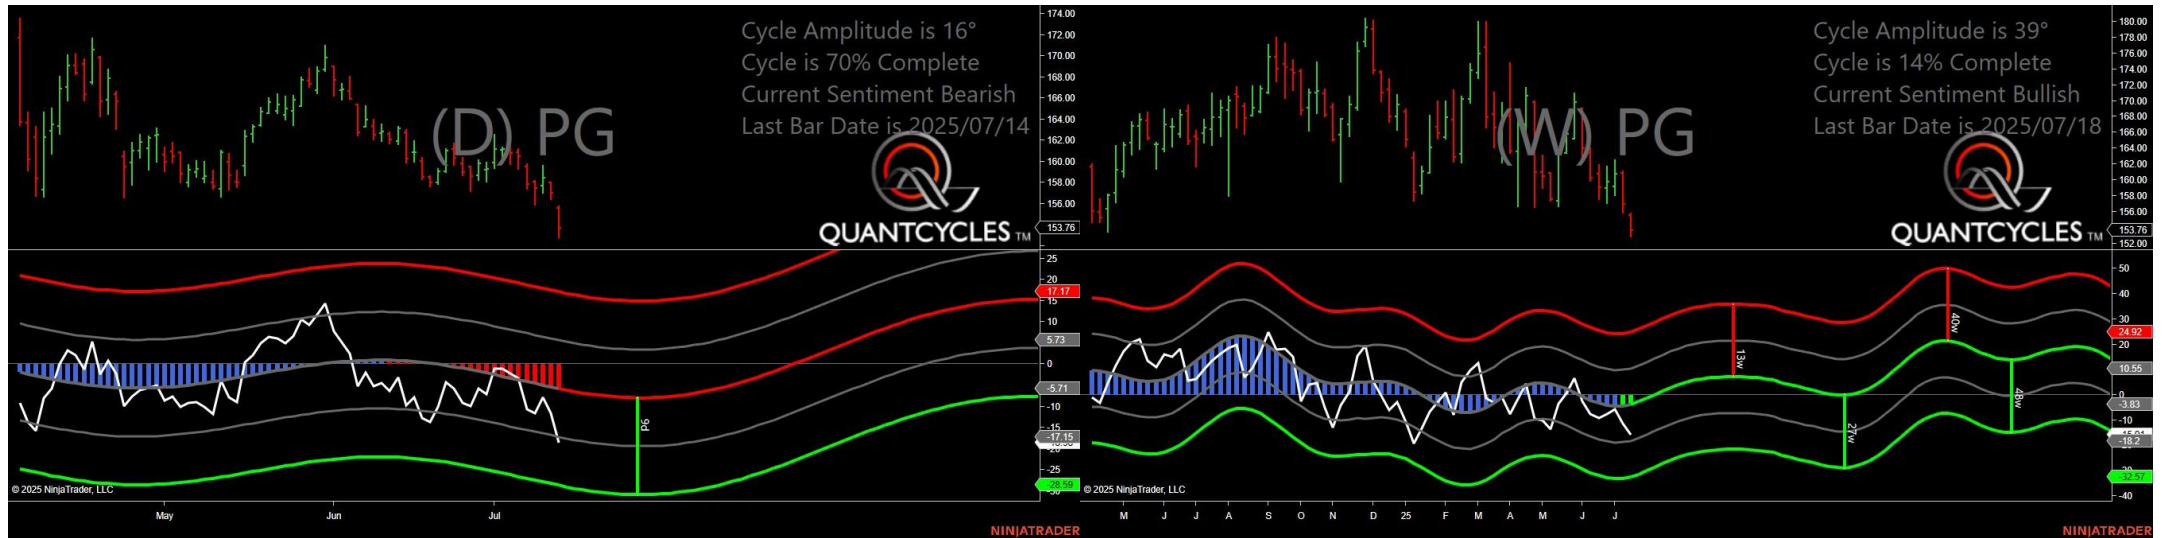 Cycle Amplitude is 16°
Cycle is 70% Complete
Current Sentiment Bearish
Last Bar Date is 2025/07/14
(D) PG
QUANTCYCLES TM
174.00
172.00
170.00
168.00
166.00
164.00
162.00
160.00
158.00
156.00
153.76
25
20
17.17
15
10
5.73
0
-5.71
-10
-15
-17.15
-20
-25
-28.59
9d
© 2025 NinjaTrader, LLC
May Jun Jul
NINJATRADER
Cycle Amplitude is 39°
Cycle is 14% Complete
Current Sentiment Bullish
Last Bar Date is 2025/07/18
(W) PG
QUANTCYCLES TM
180.00
178.00
176.00
174.00
172.00
170.00
168.00
166.00
164.00
162.00
160.00
158.00
156.00
153.76
152.00
50
40
30
24.92
20
10.55
0
-3.83
-10
-18.2
-32.57
-40
13w
27w
40w
48w
© 2025 NinjaTrader, LLC
M J J A S O N D 25 F M A M J J
NINJATRADER